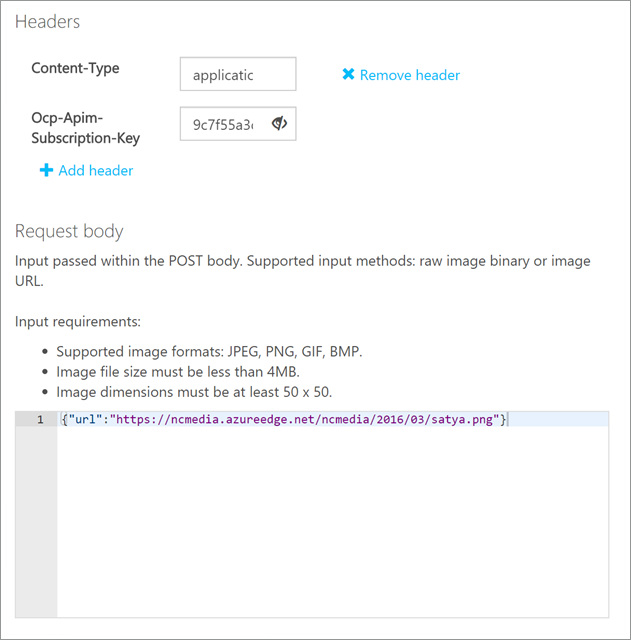 Headers
Content-Type
applicatic
Remove header
Ocp-Apim-
Subscription-Key
9c7f55a3c
Add header
Request body
Input passed within the POST body. Supported input methods: raw image binary or image
URL.
Input requirements:
• Supported image formats: JPEG, PNG, GIF, BMP.
• Image file size must be less than 4MB.
• Image dimensions must be at least 50 x 50.
1 {"url":"https://ncmedia.azureedge.net/ncmedia/2016/03/satya.png"}